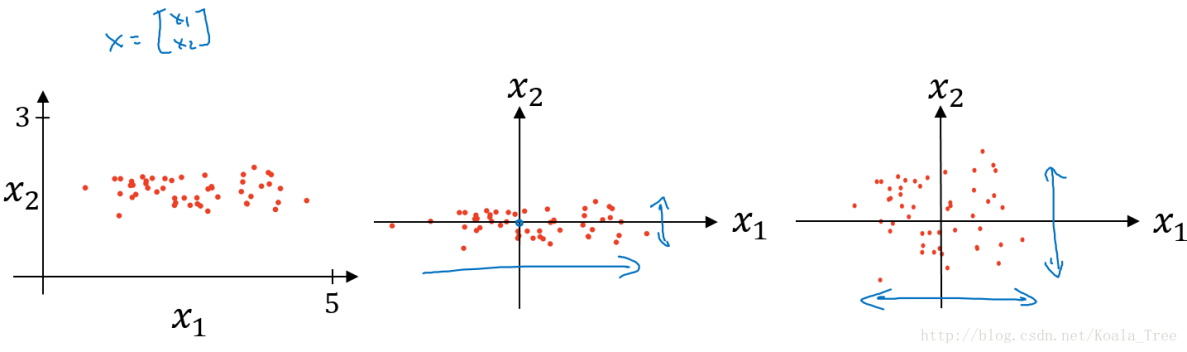 x = [x1 x2]
3
x2
x1
5
x2
x1
x2
x1
http://blog.csdn.net/Koala_Tree